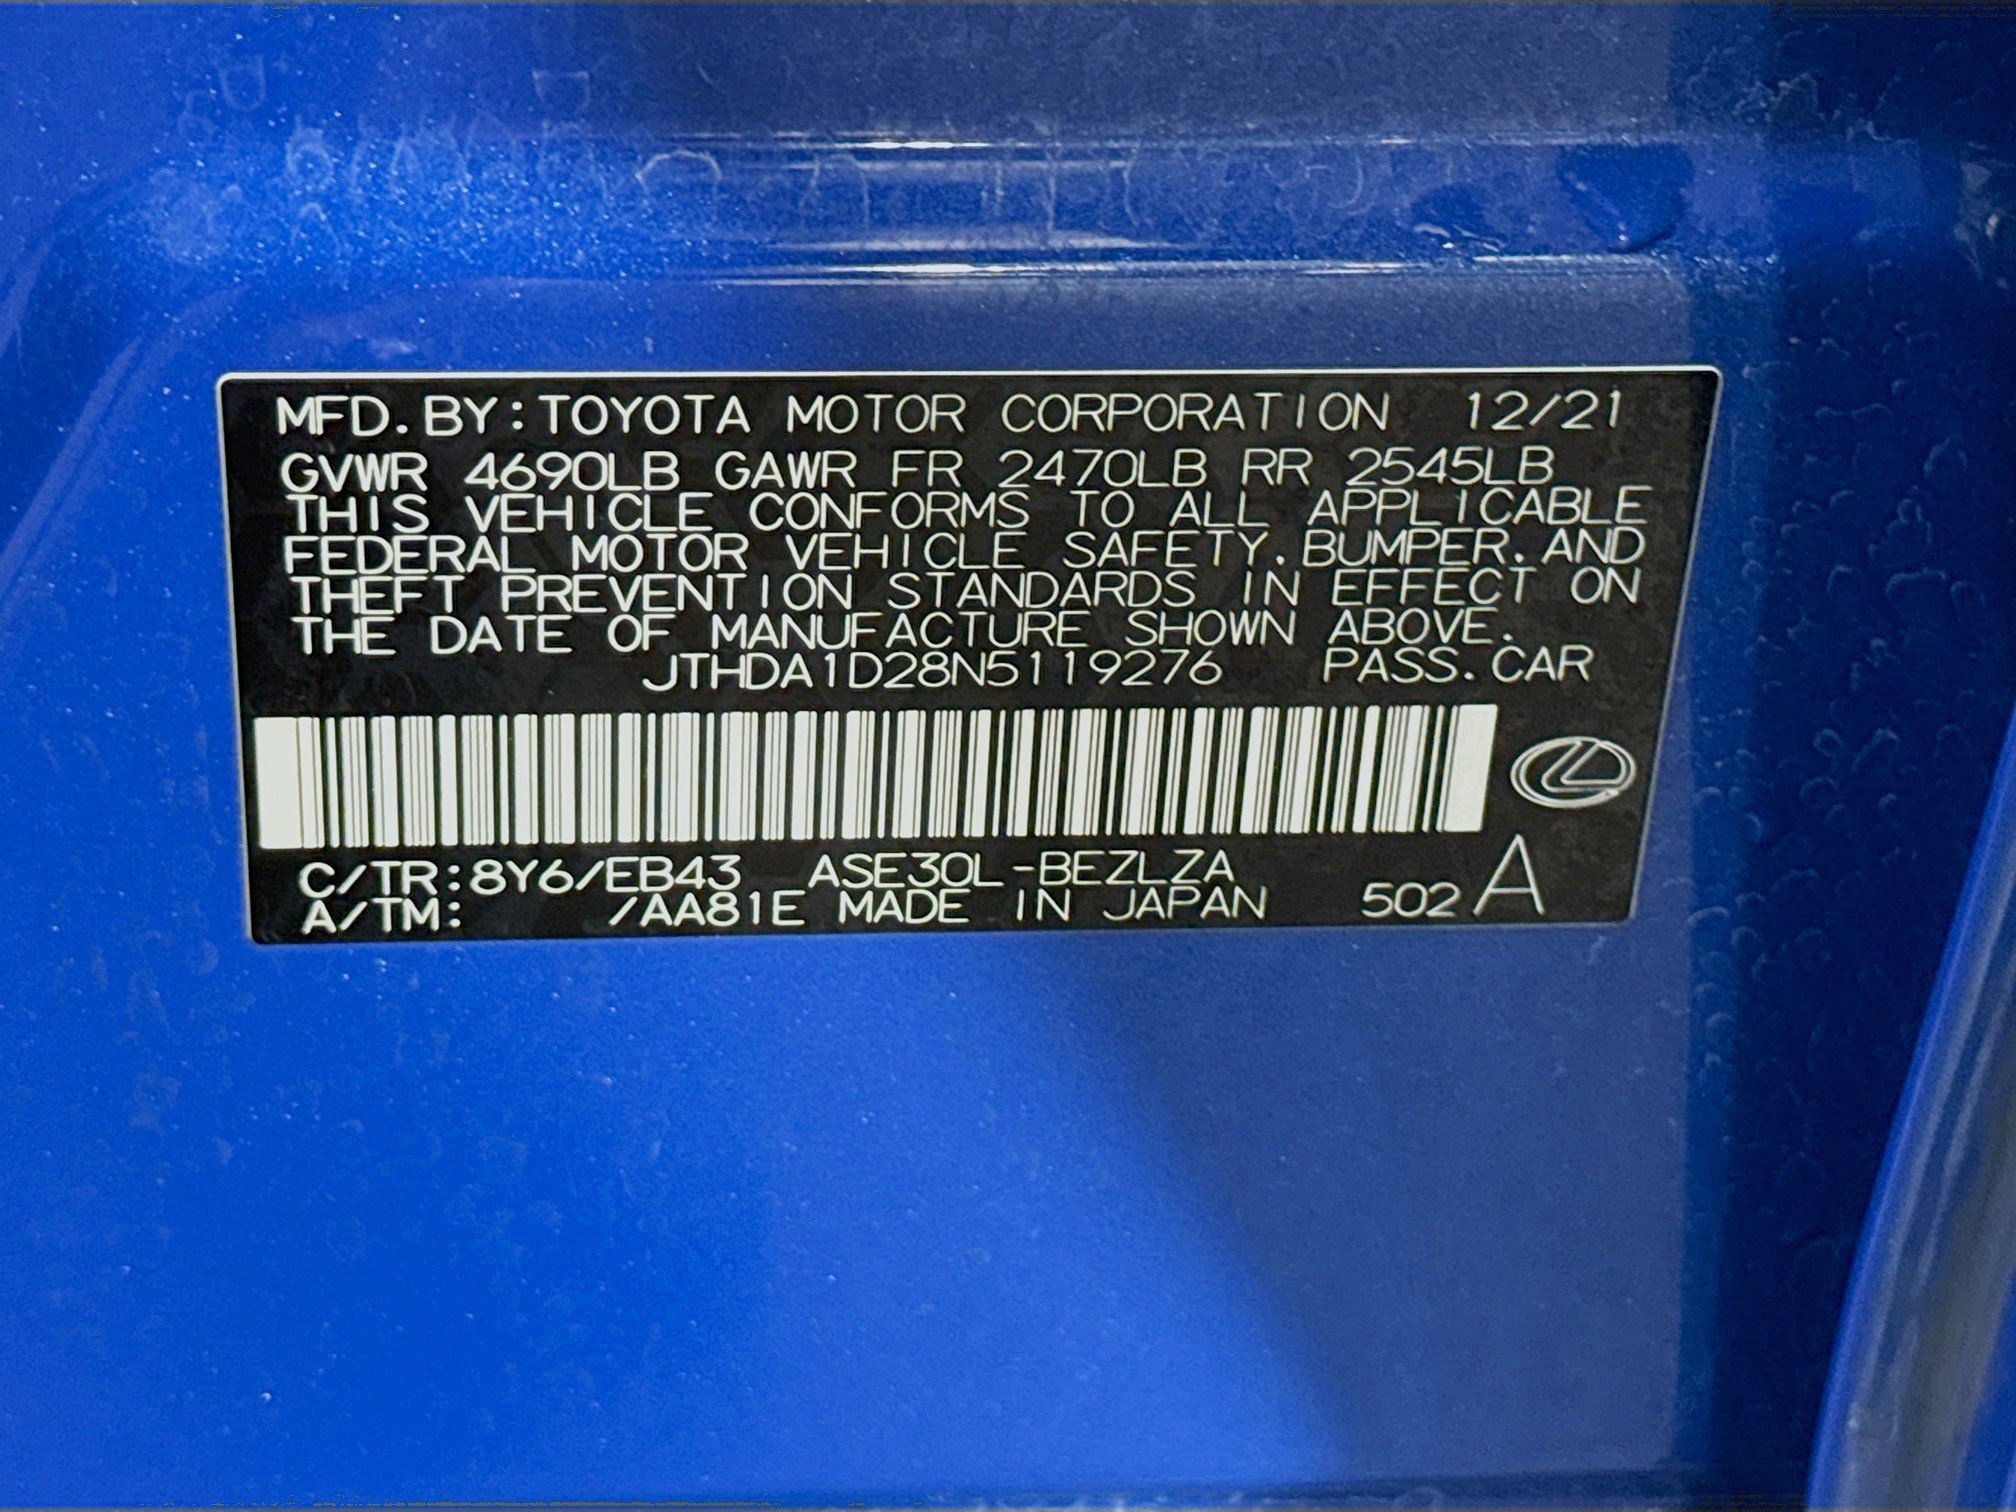 MFD. BY: TOYOTA MOTOR CORPORATION 12/21
GVWR 4690LB GAWR FR 2470LB RR 2545LB
THIS VEHICLE CONFORMS TO ALL APPLICABLE
FEDERAL MOTOR VEHICLE SAFETY, BUMPER, AND
THEFT PREVENTION STANDARDS IN EFFECT ON
THE DATE OF MANUFACTURE SHOWN ABOVE.
JTHDA1D28N5119276 PASS. CAR
C/TR: 8Y6/EB43 ASE30L-BEZLZA
A/TM: /AA81E MADE IN JAPAN 502 A